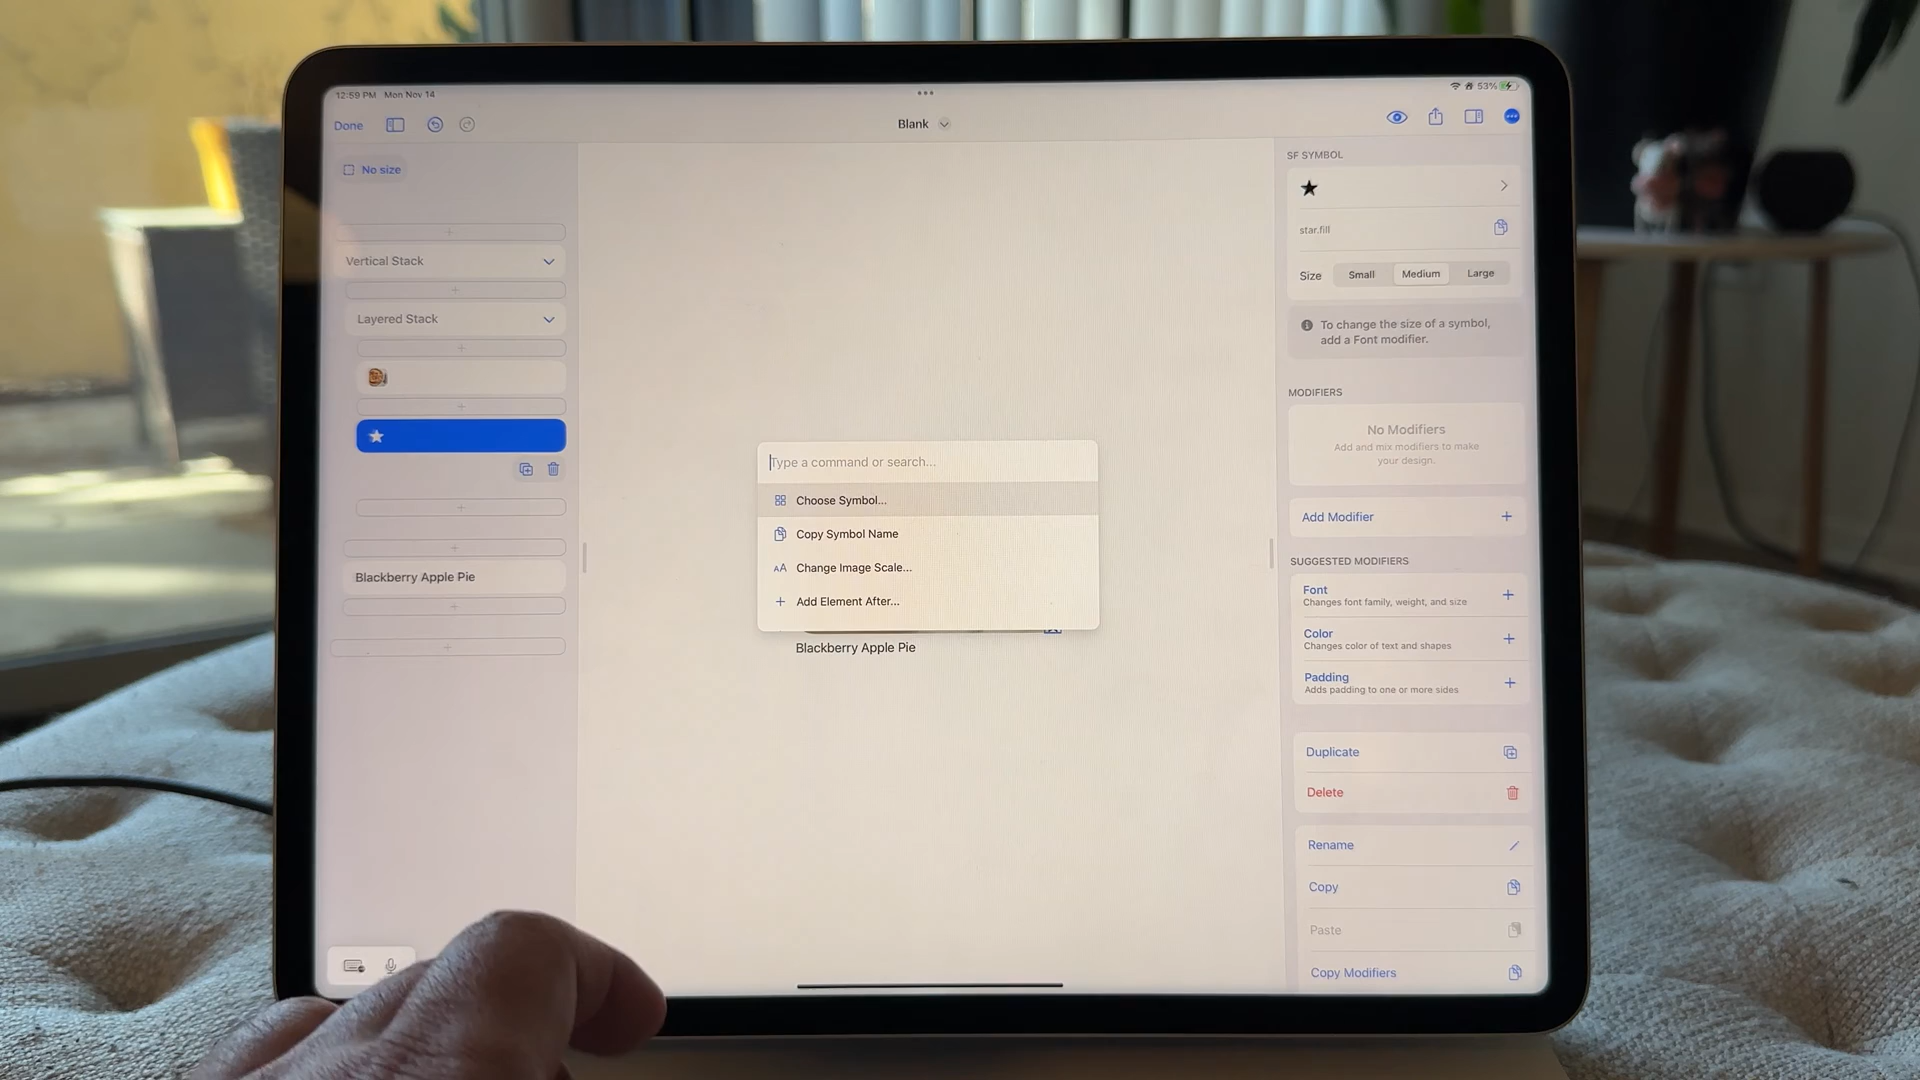 12:59 PM Mon Nov 14
53%
Done
Blank
No size
Vertical Stack
Layered Stack
Blackberry Apple Pie
Type a command or search...
Choose Symbol...
Copy Symbol Name
Change Image Scale...
Add Element After...
Blackberry Apple Pie
SF SYMBOL
star.fill
Size Small Medium Large
To change the size of a symbol,
add a Font modifier.
MODIFIERS
No Modifiers
Add and mix modifiers to make
your design.
Add Modifier
SUGGESTED MODIFIERS
Font
Changes font family, weight, and size
Color
Changes color of text and shapes
Padding
Adds padding to one or more sides
Duplicate
Delete
Rename
Copy
Paste
Copy Modifiers